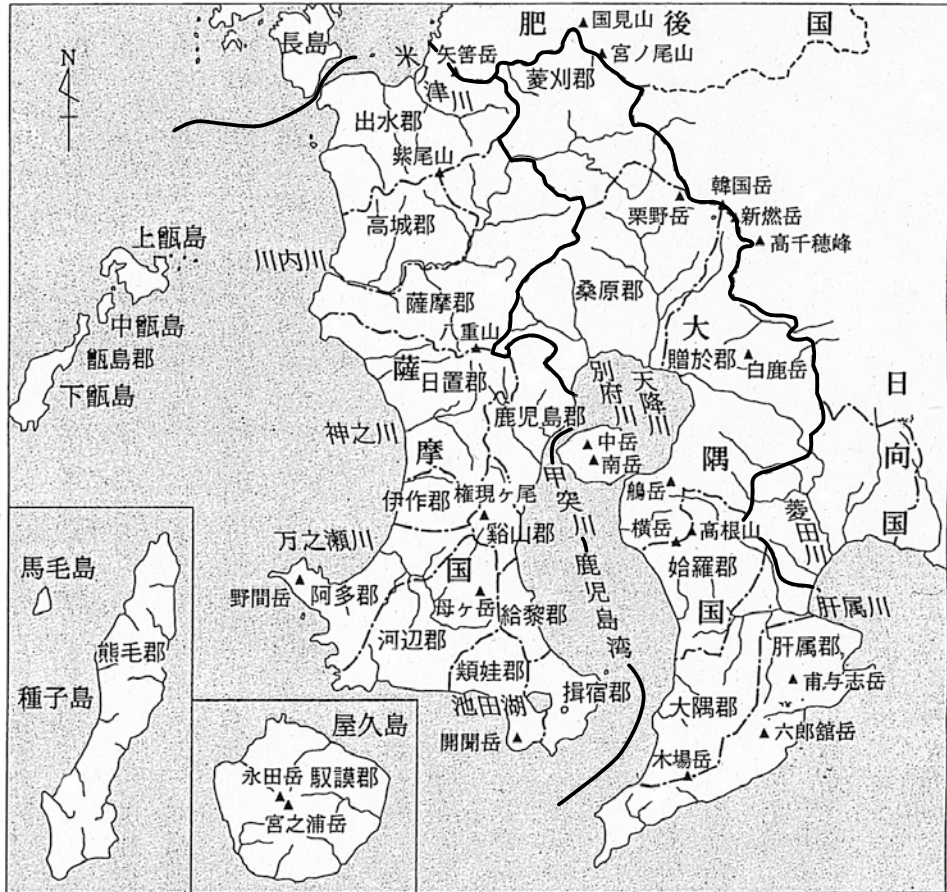 肥後国
国見山
宮ノ尾山
長島
米津川
矢筈岳
菱刈郡
N
出水郡
紫尾山
韓国岳
栗野岳
新燃岳
高千穂峰
高城郡
上甑島
川内川
桑原郡
薩摩郡
中甑島
八重山
甑島郡
大隅国
贈於郡
白鹿岳
下甑島
薩摩国
日置郡
別府川
天降川
日向国
鹿児島郡
神之川
中岳
南岳
甲突川
鹿児島湾
伊作郡
権現ヶ尾
横岳
高根山
菱田川
万之瀬川
谿山郡
姶羅郡
馬毛島
野間岳
阿多郡
母ヶ岳
給黎郡
肝属川
熊毛郡
河辺郡
肝属郡
種子島
頴娃郡
甫与志岳
池田湖
揖宿郡
大隅郡
屋久島
開聞岳
六郎舘岳
木場岳
永田岳
馭謨郡
宮之浦岳